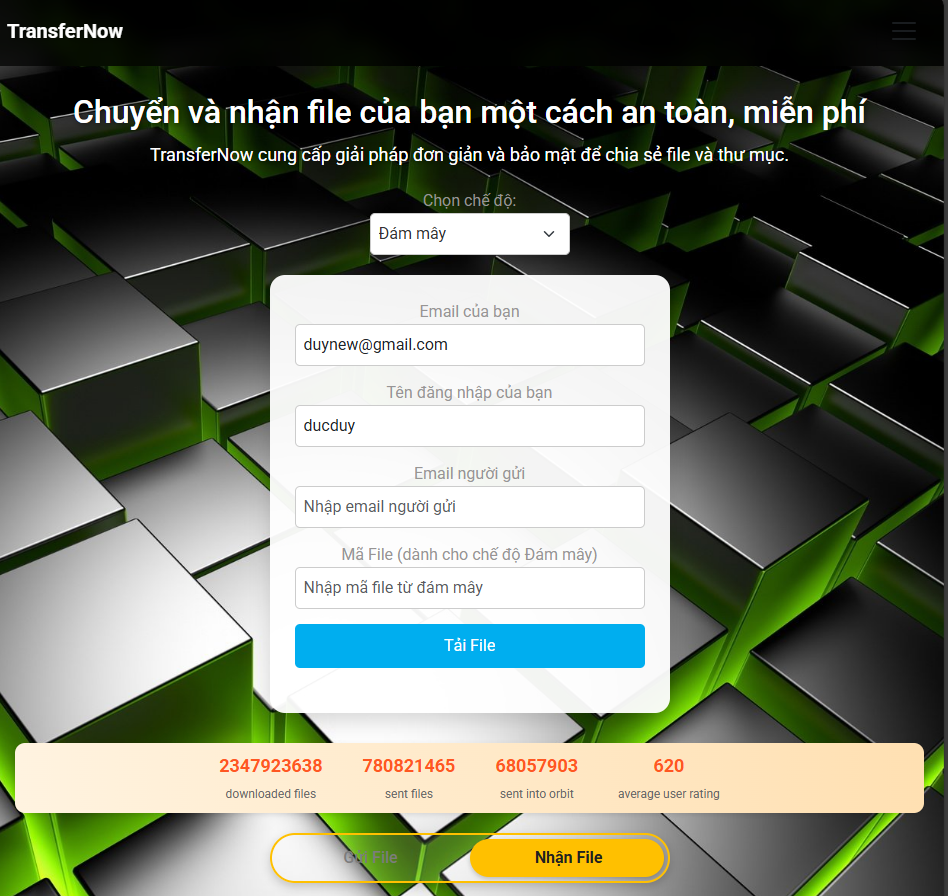 TransferNow
Chuyển và nhận file của bạn một cách an toàn, miễn phí
TransferNow cung cấp giải pháp đơn giản và bảo mật để chia sẻ file và thư mục.
Chọn chế độ:
Đám mây
Email của bạn
duynew@gmail.com
Tên đăng nhập của bạn
ducduy
Email người gửi
Nhập email người gửi
Mã File (dành cho chế độ Đám mây)
Nhập mã file từ đám mây
Tải File
2347923638 780821465 68057903 620
downloaded files sent files sent into orbit average user rating
Gửi File Nhận File